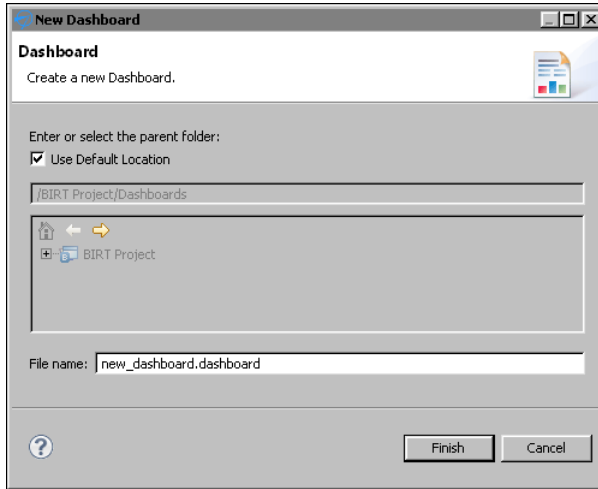 New Dashboard
Dashboard
Create a new Dashboard.
Enter or select the parent folder:
Use Default Location
/BIRT Project/Dashboards
BIRT Project
File name: new_dashboard.dashboard
?
Finish Cancel